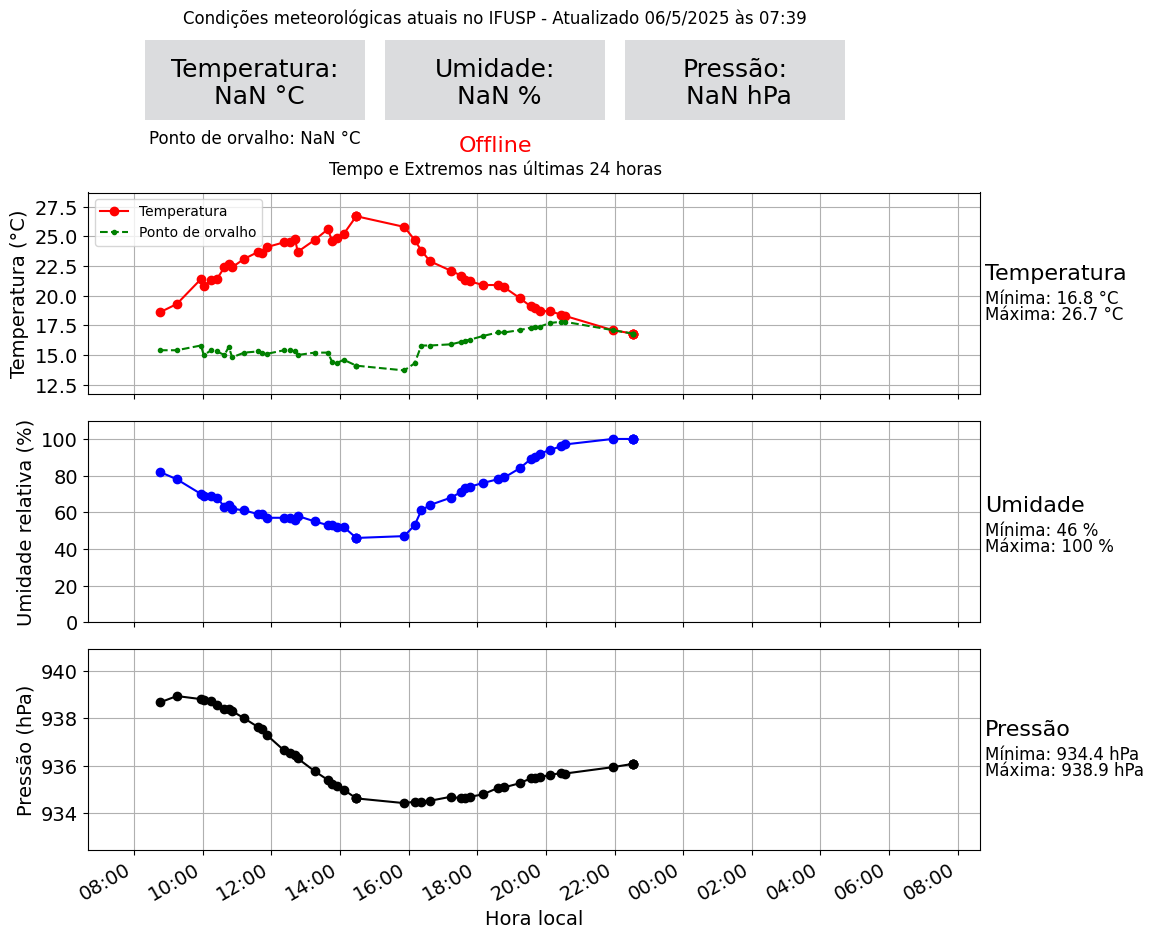 Condições meteorológicas atuais no IFUSP - Atualizado 06/5/2025 às 07:39
Temperatura:
NaN °C
Umidade:
NaN %
Pressão:
NaN hPa
Ponto de orvalho: NaN °C
Offline
Tempo e Extremos nas últimas 24 horas
Temperatura (°C)
27.5
25.0
22.5
20.0
17.5
15.0
12.5
Temperatura
Ponto de orvalho
Temperatura
Mínima: 16.8 °C
Máxima: 26.7 °C
Umidade relativa (%)
100
80
60
40
20
0
Umidade
Mínima: 46 %
Máxima: 100 %
Pressão (hPa)
940
938
936
934
Pressão
Mínima: 934.4 hPa
Máxima: 938.9 hPa
08:00 10:00 12:00 14:00 16:00 18:00 20:00 22:00 00:00 02:00 04:00 06:00 08:00
Hora local